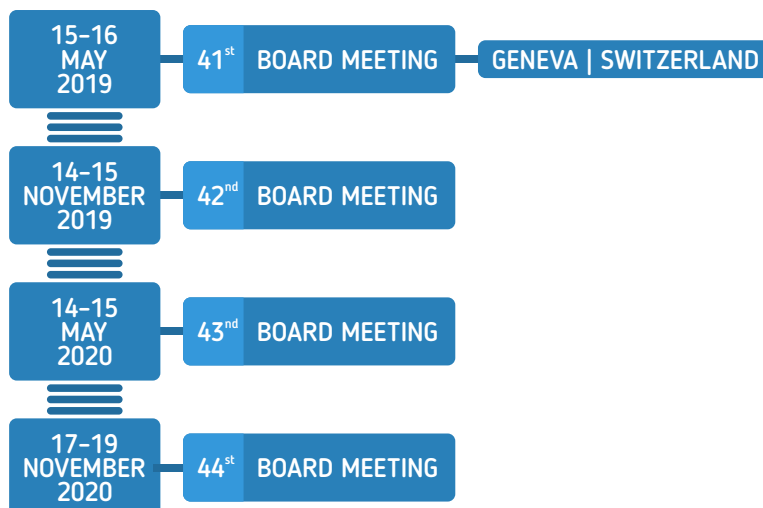 15-16
MAY
2019
41st BOARD MEETING
GENEVA | SWITZERLAND
14-15
NOVEMBER
2019
42nd BOARD MEETING
14-15
MAY
2020
43nd BOARD MEETING
17-19
NOVEMBER
2020
44st BOARD MEETING